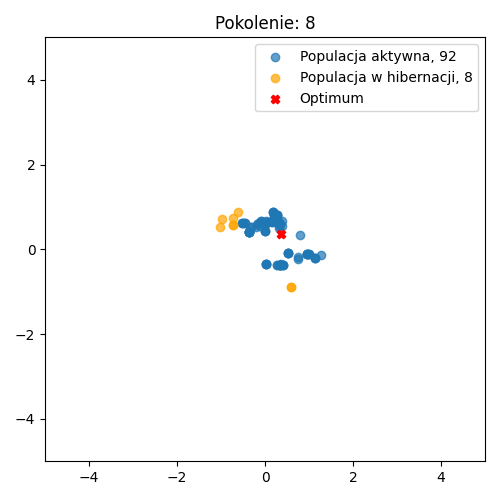 Pokolenie: 8
Populacja aktywna, 92
Populacja w hibernacji, 8
Optimum
4
2
0
−2
−4
−4
−2
0
2
4